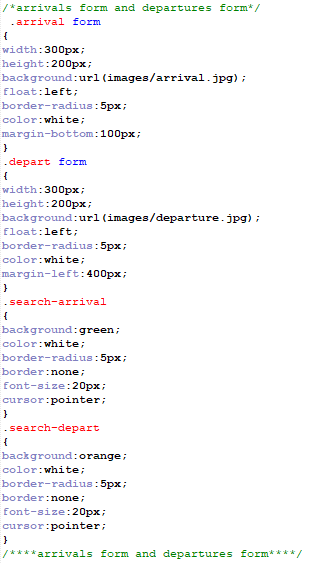 /*arrivals form and departures form*/
.arrival form
{
width:300px;
height:200px;
background:url(images/arrival.jpg);
float:left;
border-radius:5px;
color:white;
margin-bottom:100px;
}
.depart form
{
width:300px;
height:200px;
background:url(images/departure.jpg);
float:left;
border-radius:5px;
color:white;
margin-left:400px;
}
.search-arrival
{
background:green;
color:white;
border-radius:5px;
border:none;
font-size:20px;
cursor:pointer;
}
.search-depart
{
background:orange;
color:white;
border-radius:5px;
border:none;
font-size:20px;
cursor:pointer;
}
/****arrivals form and departures form****/